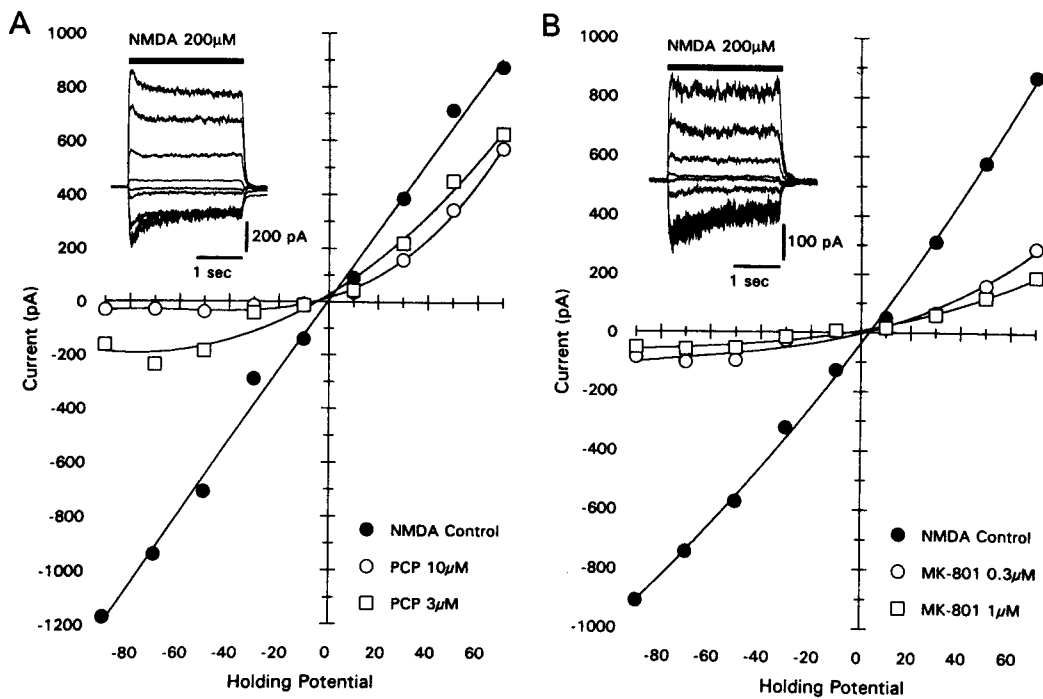 A
NMDA 200µM
200 pA
1 sec
1000
800
600
400
200
0
-200
-400
-600
-800
-1000
-1200
Current (pA)
-80 -60 -40 -20 0 20 40 60
Holding Potential
NMDA Control
PCP 10µM
PCP 3µM
B
NMDA 200µM
100 pA
1 sec
1000
800
600
400
200
0
-200
-400
-600
-800
-1000
Current (pA)
-80 -60 -40 -20 0 20 40 60
Holding Potential
NMDA Control
MK-801 0.3µM
MK-801 1µM